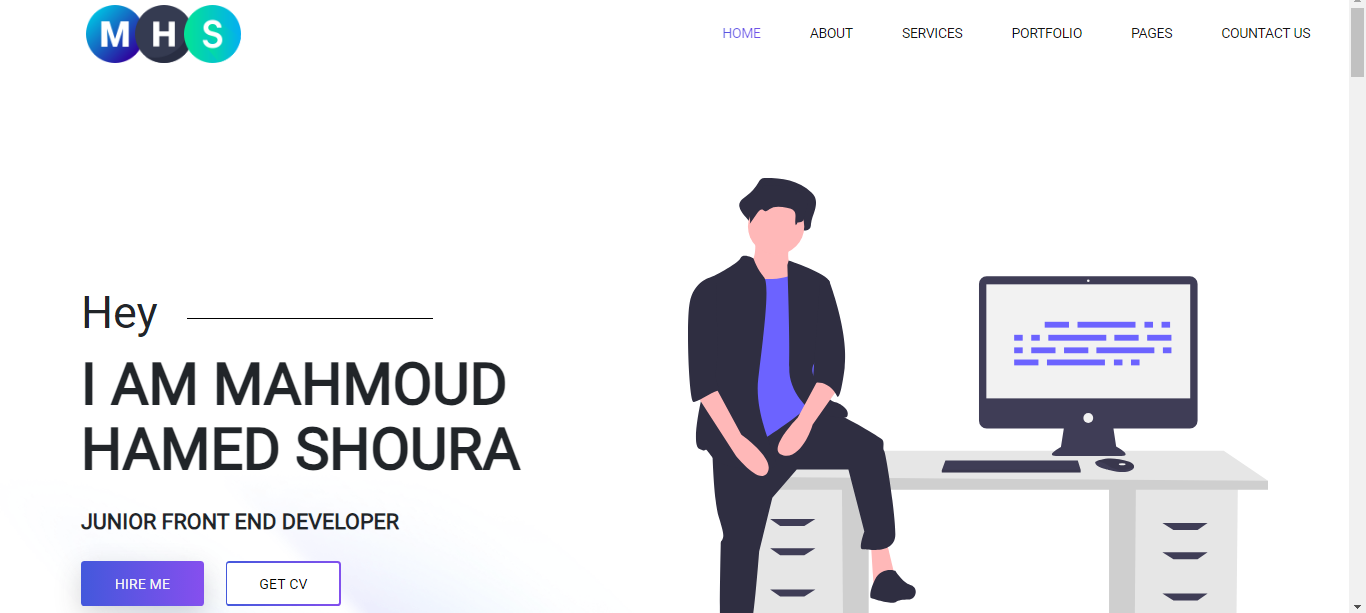 MHS
HOME ABOUT SERVICES PORTFOLIO PAGES COUNTACT US
Hey
I AM MAHMOUD
HAMED SHOURA
JUNIOR FRONT END DEVELOPER
HIRE ME GET CV